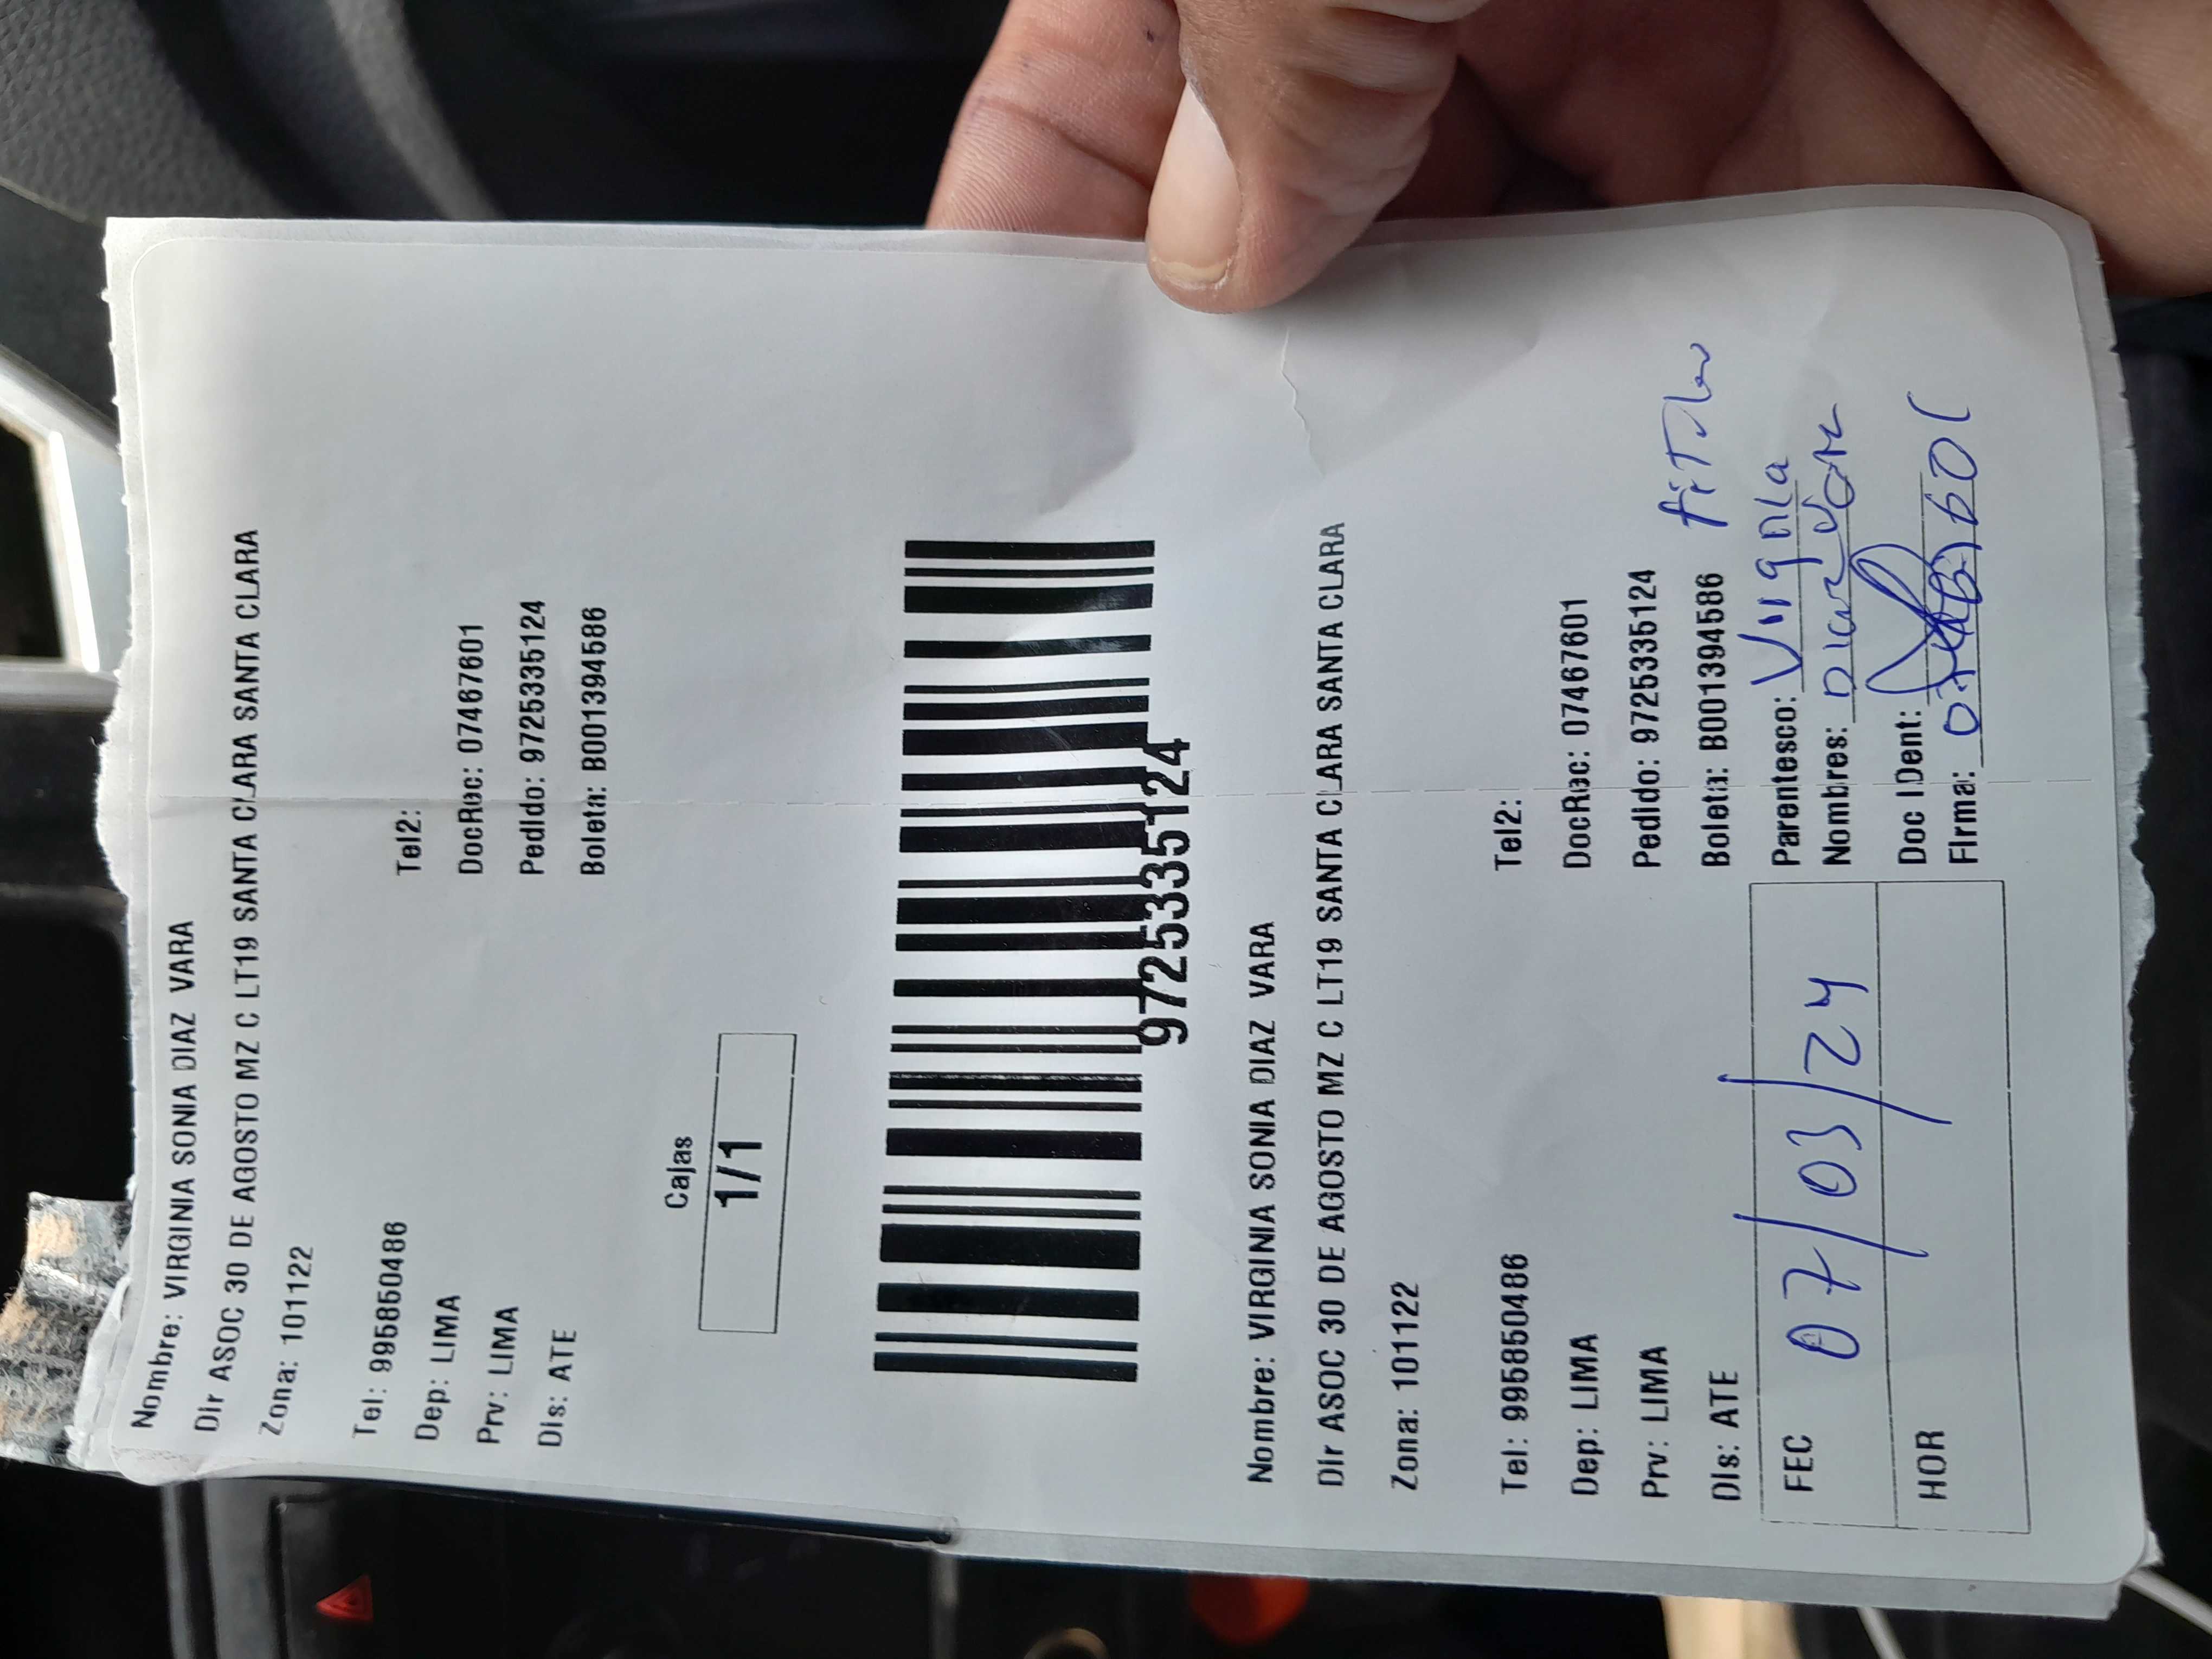 Nombre: VIRGINIA SONIA DIAZ VARA
Dir ASOC 30 DE AGOSTO MZ C LT19 SANTA CLARA SANTA CLARA
Zona: 101122
Tel: 995850486 Tel2:
Dep: LIMA DocRec: 07467601
Prv: LIMA Pedido: 9725335124
Dis: ATE Boleta: B001394586
Cajas
1/1
9725335124
Nombre: VIRGINIA SONIA DIAZ VARA
Dir ASOC 30 DE AGOSTO MZ C LT19 SANTA CLARA SANTA CLARA
Zona: 101122
Tel: 995850486 Tel2:
Dep: LIMA DocRec: 07467601
Prv: LIMA Pedido: 9725335124
Dis: ATE Boleta: B001394586
FEC 07/03/24 Parentesco: Virgnia
Nombres: Diaz Vara
HOR Doc IDent:
Firma: